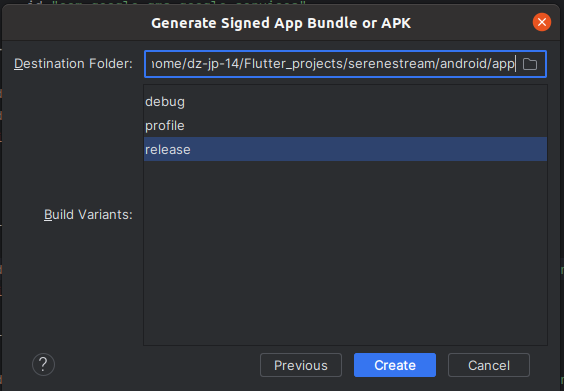 Generate Signed App Bundle or APK
Destination Folder: home/dz-jp-14/Flutter_projects/serenestream/android/app
debug
profile
release
Build Variants:
? Previous Create Cancel